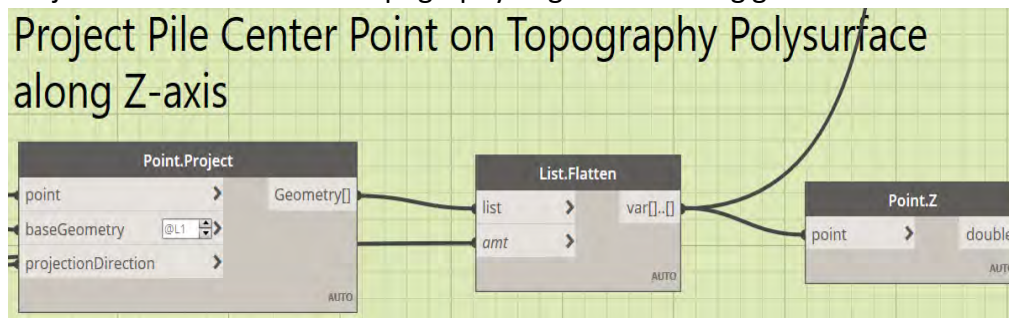 Project Pile Center Point on Topography Polysurface
along Z-axis
Point.Project
point > Geometry[]
baseGeometry @L1 >
projectionDirection >
AUTO
List.Flatten
list > var[]..[]
amt >
AUTO
Point.Z
point > double
AUTO